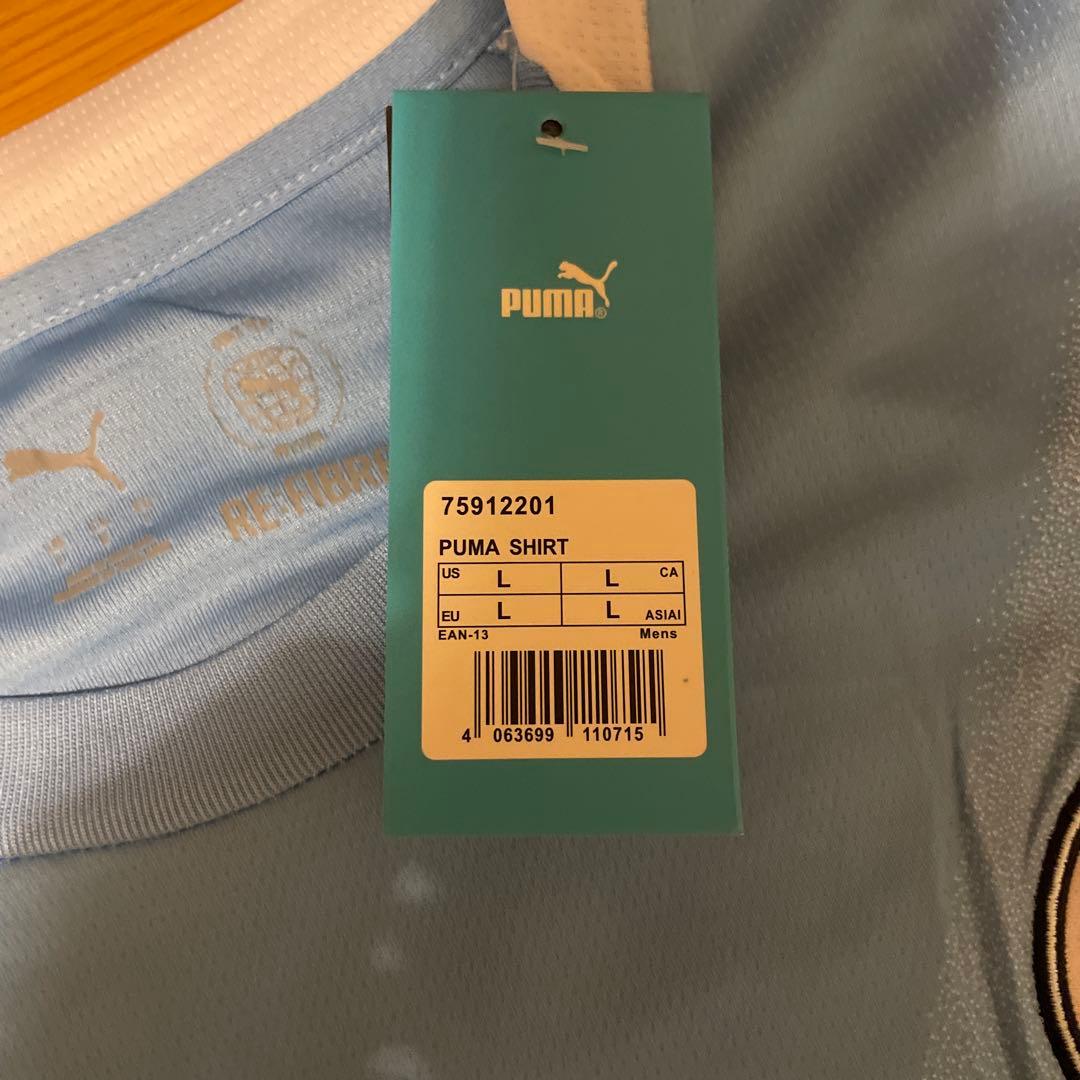 PUMA®
RE:FIBRE
75912201
PUMA SHIRT
US L L CA
EU L L ASIAI
EAN-13 Mens
4 063699 110715